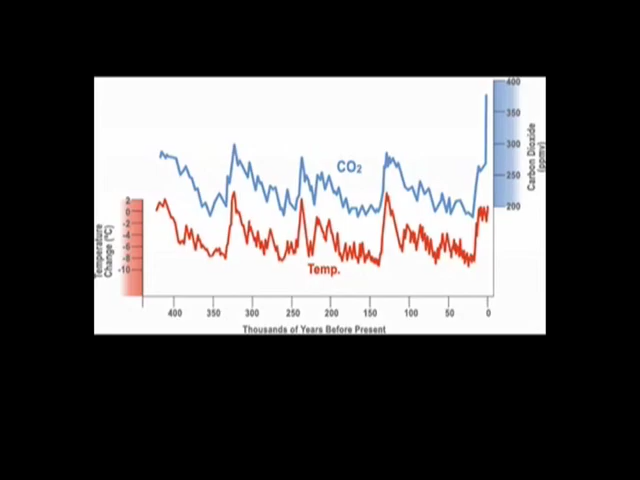 400
350
300
250
200
Carbon Dioxide
(ppmv)
CO2
2
0
-2
-4
-6
-8
-10
Temperature
Change (°C)
Temp.
400 350 300 250 200 150 100 50 0
Thousands of Years Before Present